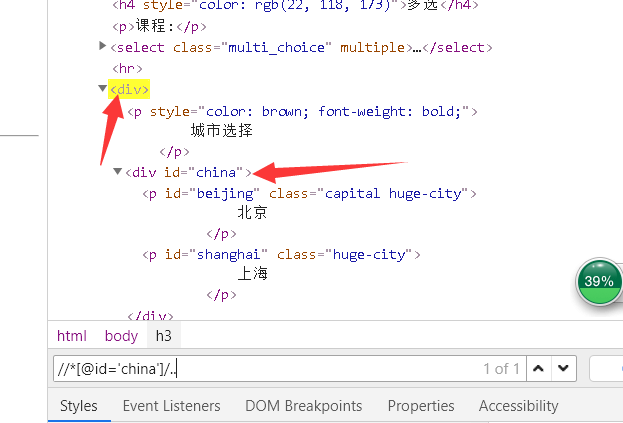 <h4 style="color: rgb(22, 118, 173)">多选</h4>
<p>课程:</p>
<select class="multi_choice" multiple>…</select>
<hr>
<div>
<p style="color: brown; font-weight: bold;">
城市选择
</p>
<div id="china">
<p id="beijing" class="capital huge-city">
北京
</p>
<p id="shanghai" class="huge-city">
上海
</p>
</div>
39%
html body h3
//*[@id='china']/.. 1 of 1
Styles Event Listeners DOM Breakpoints Properties Accessibility